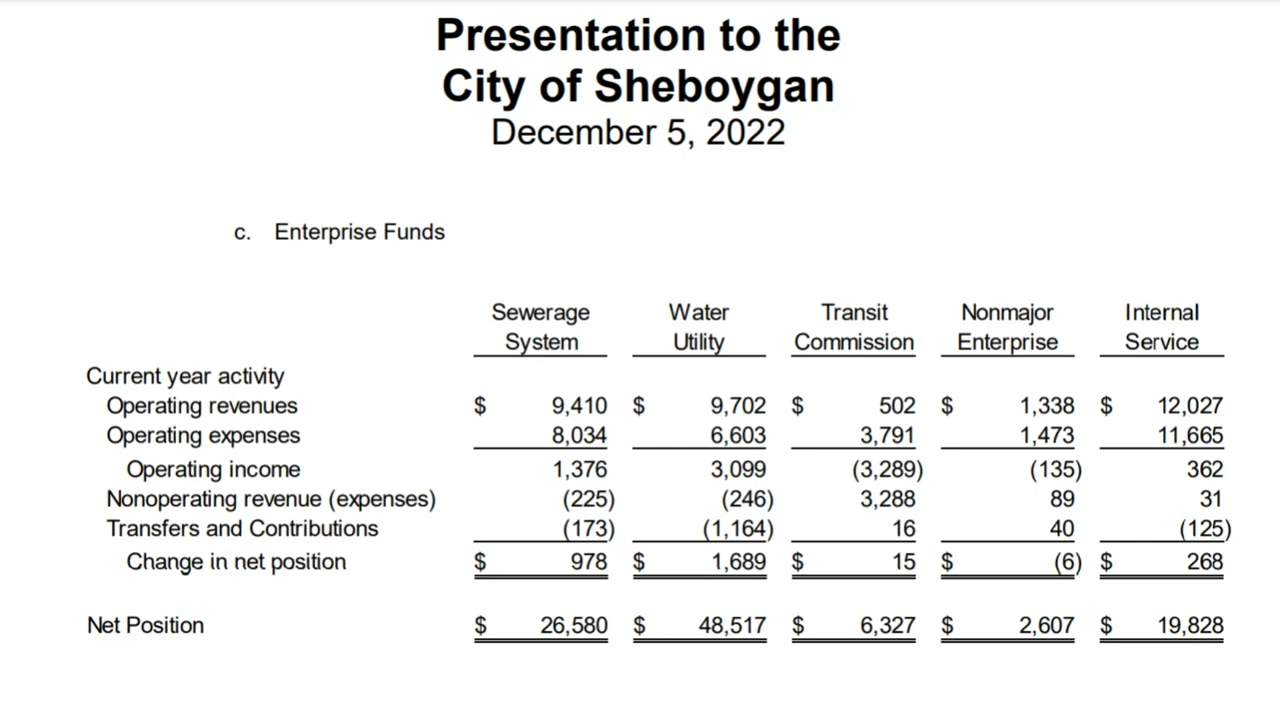 Presentation to the
City of Sheboygan
December 5, 2022
c. Enterprise Funds
Sewerage Water Transit Nonmajor Internal
System Utility Commission Enterprise Service
Current year activity
Operating revenues $ 9,410 $ 9,702 $ 502 $ 1,338 $ 12,027
Operating expenses 8,034 6,603 3,791 1,473 11,665
Operating income 1,376 3,099 (3,289) (135) 362
Nonoperating revenue (expenses) (225) (246) 3,288 89 31
Transfers and Contributions (173) (1,164) 16 40 (125)
Change in net position $ 978 $ 1,689 $ 15 $ (6) $ 268
Net Position $ 26,580 $ 48,517 $ 6,327 $ 2,607 $ 19,828